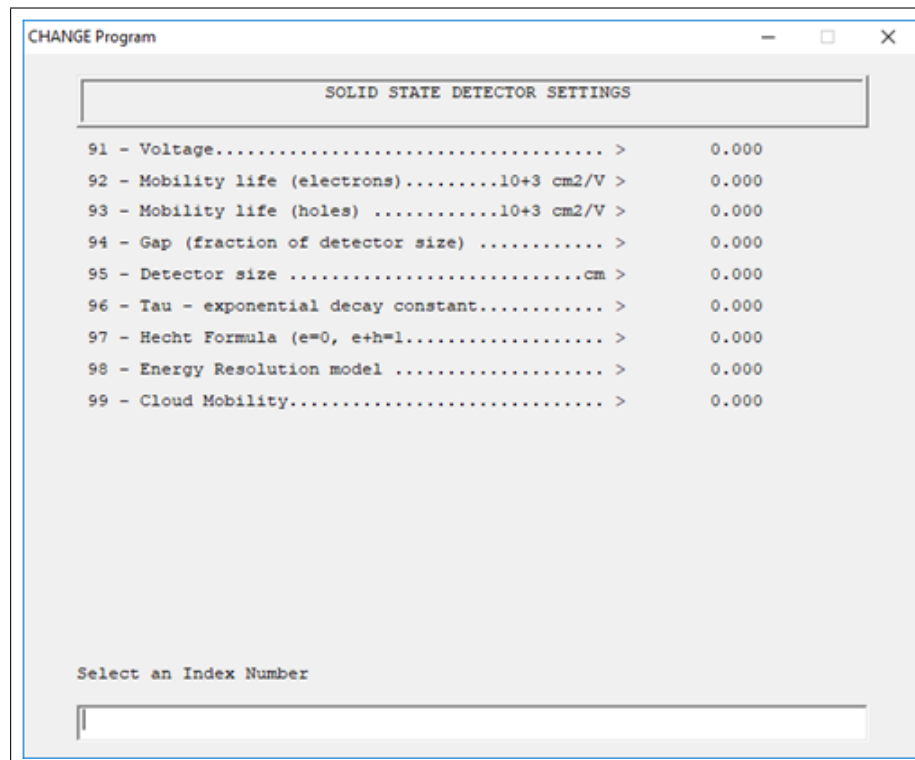 CHANGE Program
SOLID STATE DETECTOR SETTINGS
91 - Voltage..................................... > 0.000
92 - Mobility life (electrons).........10+3 cm2/V > 0.000
93 - Mobility life (holes) ............10+3 cm2/V > 0.000
94 - Gap (fraction of detector size) ............ > 0.000
95 - Detector size ............................cm > 0.000
96 - Tau - exponential decay constant............ > 0.000
97 - Hecht Formula (e=0, e+h=1................... > 0.000
98 - Energy Resolution model .................... > 0.000
99 - Cloud Mobility.............................. > 0.000
Select an Index Number